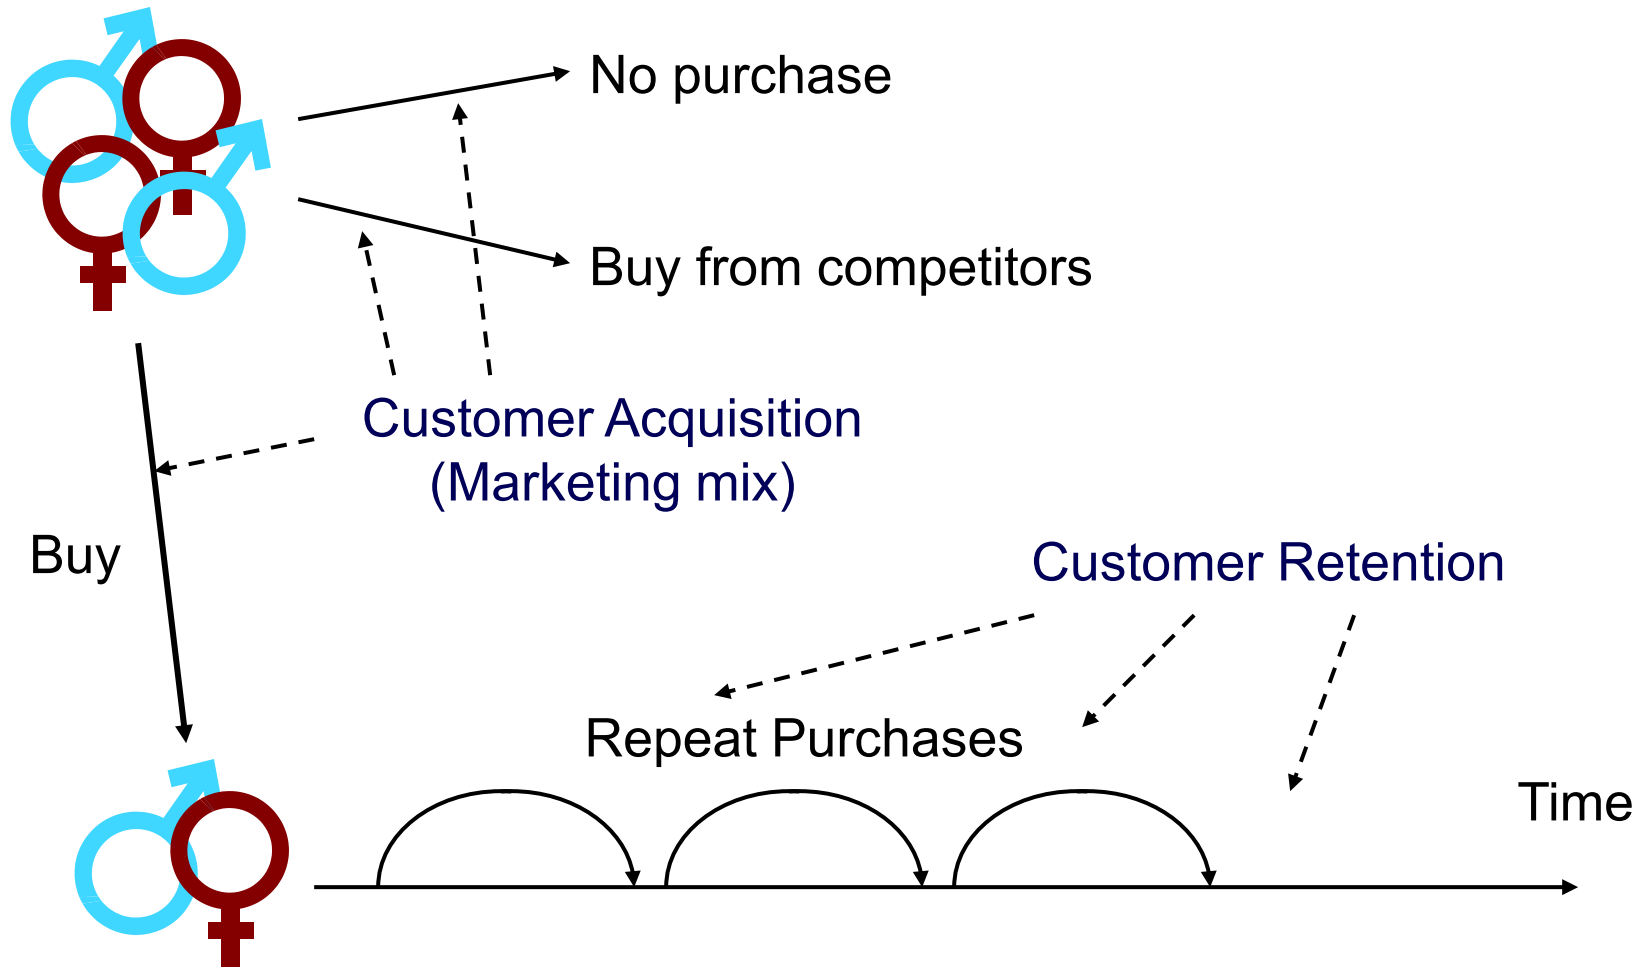 No purchase
Buy from competitors
Customer Acquisition
(Marketing mix)
Buy
Customer Retention
Repeat Purchases
Time